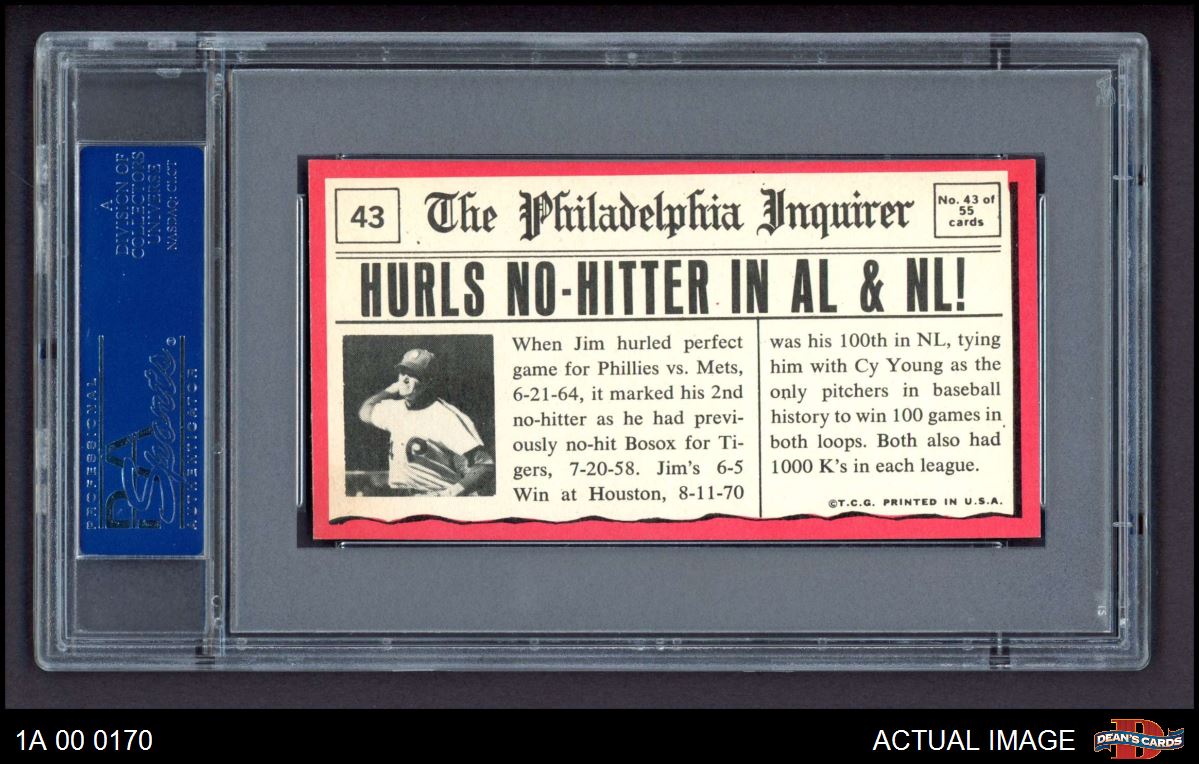 A
DIVISION OF
COLLECTORS
UNIVERSE
NASDAQ: CLCT
PROFESSIONAL
PSA
Sports®
AUTHENTICATOR
43
The Philadelphia Inquirer
No. 43 of
55
cards
HURLS NO-HITTER IN AL & NL!
When Jim hurled perfect
game for Phillies vs. Mets,
6-21-64, it marked his 2nd
no-hitter as he had previ-
ously no-hit Bosox for Ti-
gers, 7-20-58. Jim's 6-5
Win at Houston, 8-11-70
was his 100th in NL, tying
him with Cy Young as the
only pitchers in baseball
history to win 100 games in
both loops. Both also had
1000 K's in each league.
©T.C.G. PRINTED IN U.S.A.
1A 00 0170
ACTUAL IMAGE
DEAN'S CARDS